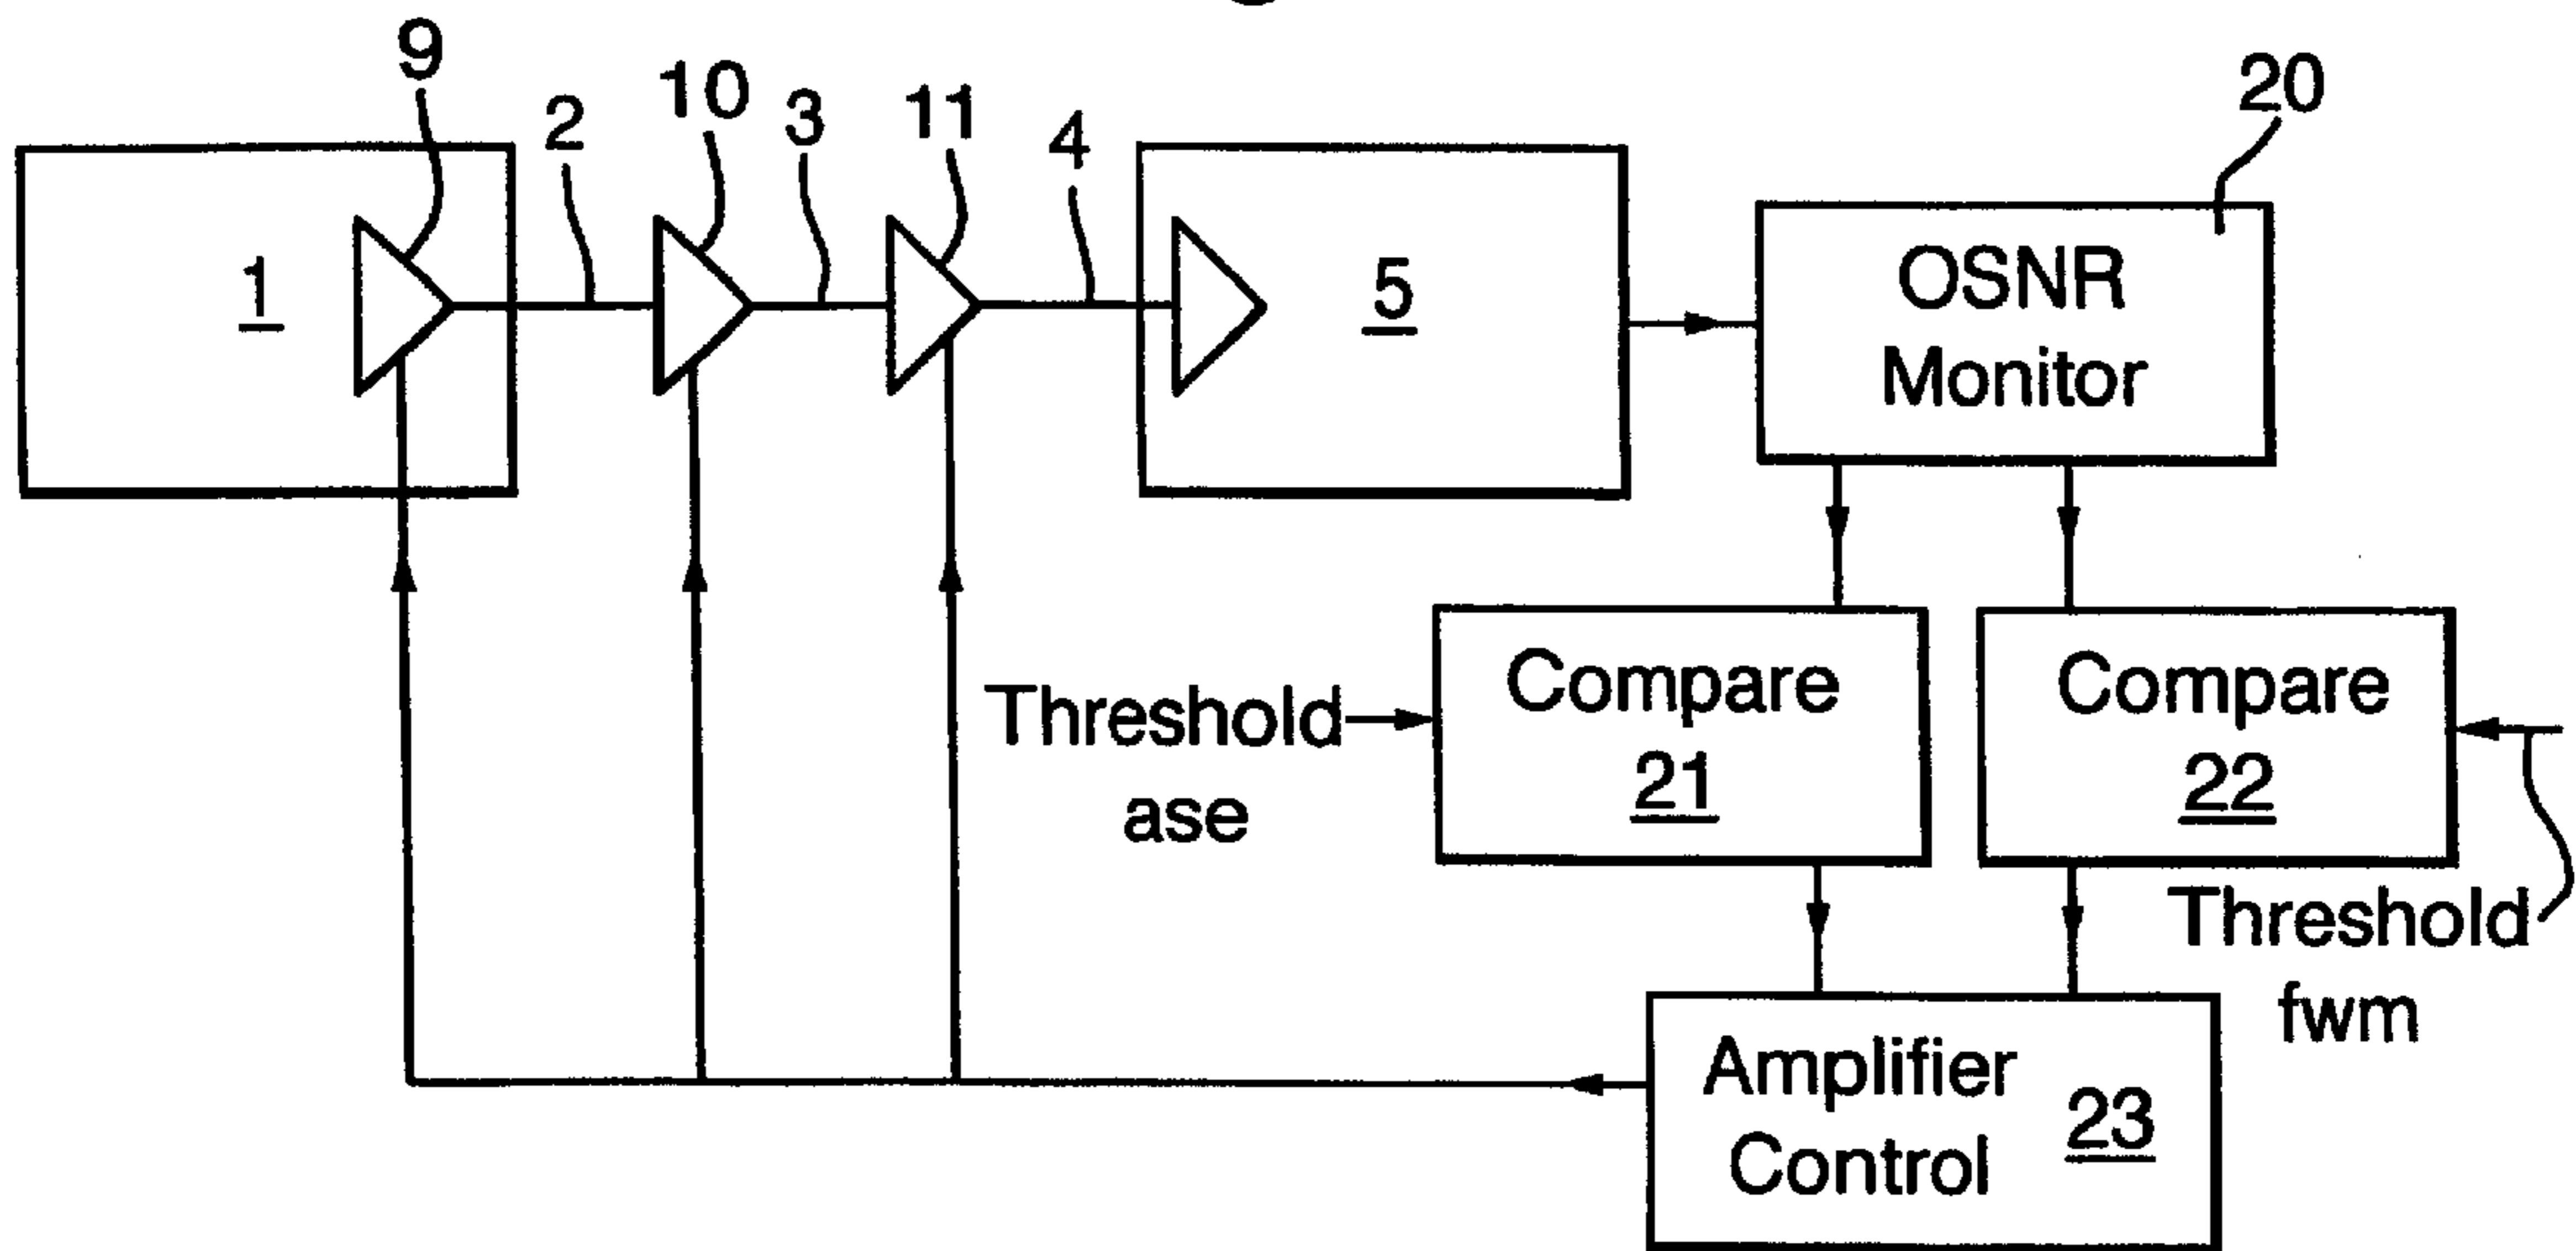 9
2
10
3
11
4
20
1
5
OSNR
Monitor
Threshold
ase
Compare
21
Compare
22
Threshold
fwm
Amplifier
Control
23